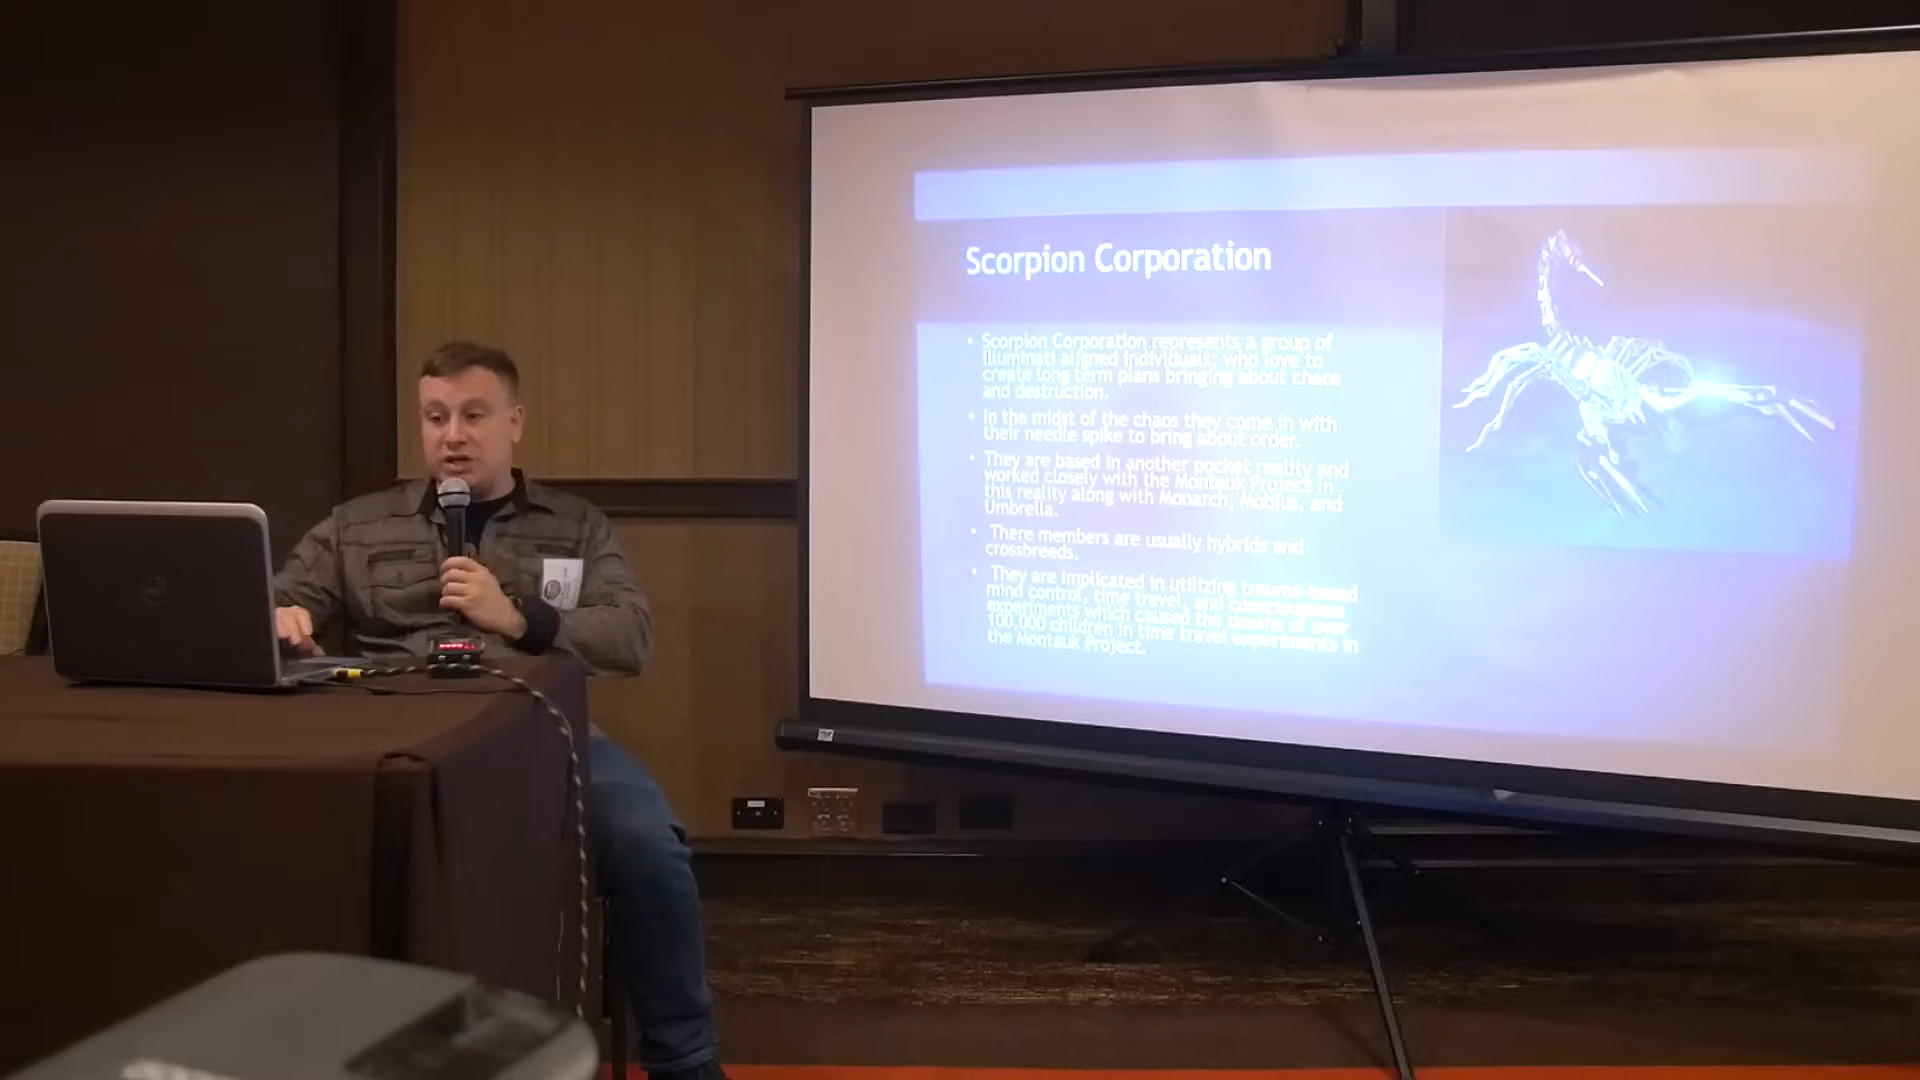 Scorpion Corporation
• Scorpion Corporation represents a group of
illuminati aligned individuals; who love to
create long term plans bringing about chaos
and destruction.
• In the midst of the chaos they come in with
their needle spike to bring about order.
• They are based in another pocket reality and
worked closely with the Montauk Project in
this reality along with Monarch, Mobius, and
Umbrella.
• There members are usually hybrids and
crossbreeds.
• They are implicated in utilizing trauma-based
mind control, time travel, and consciousness
experiments which caused the deaths of over
100,000 children in time travel experiments in
the Montauk Project.